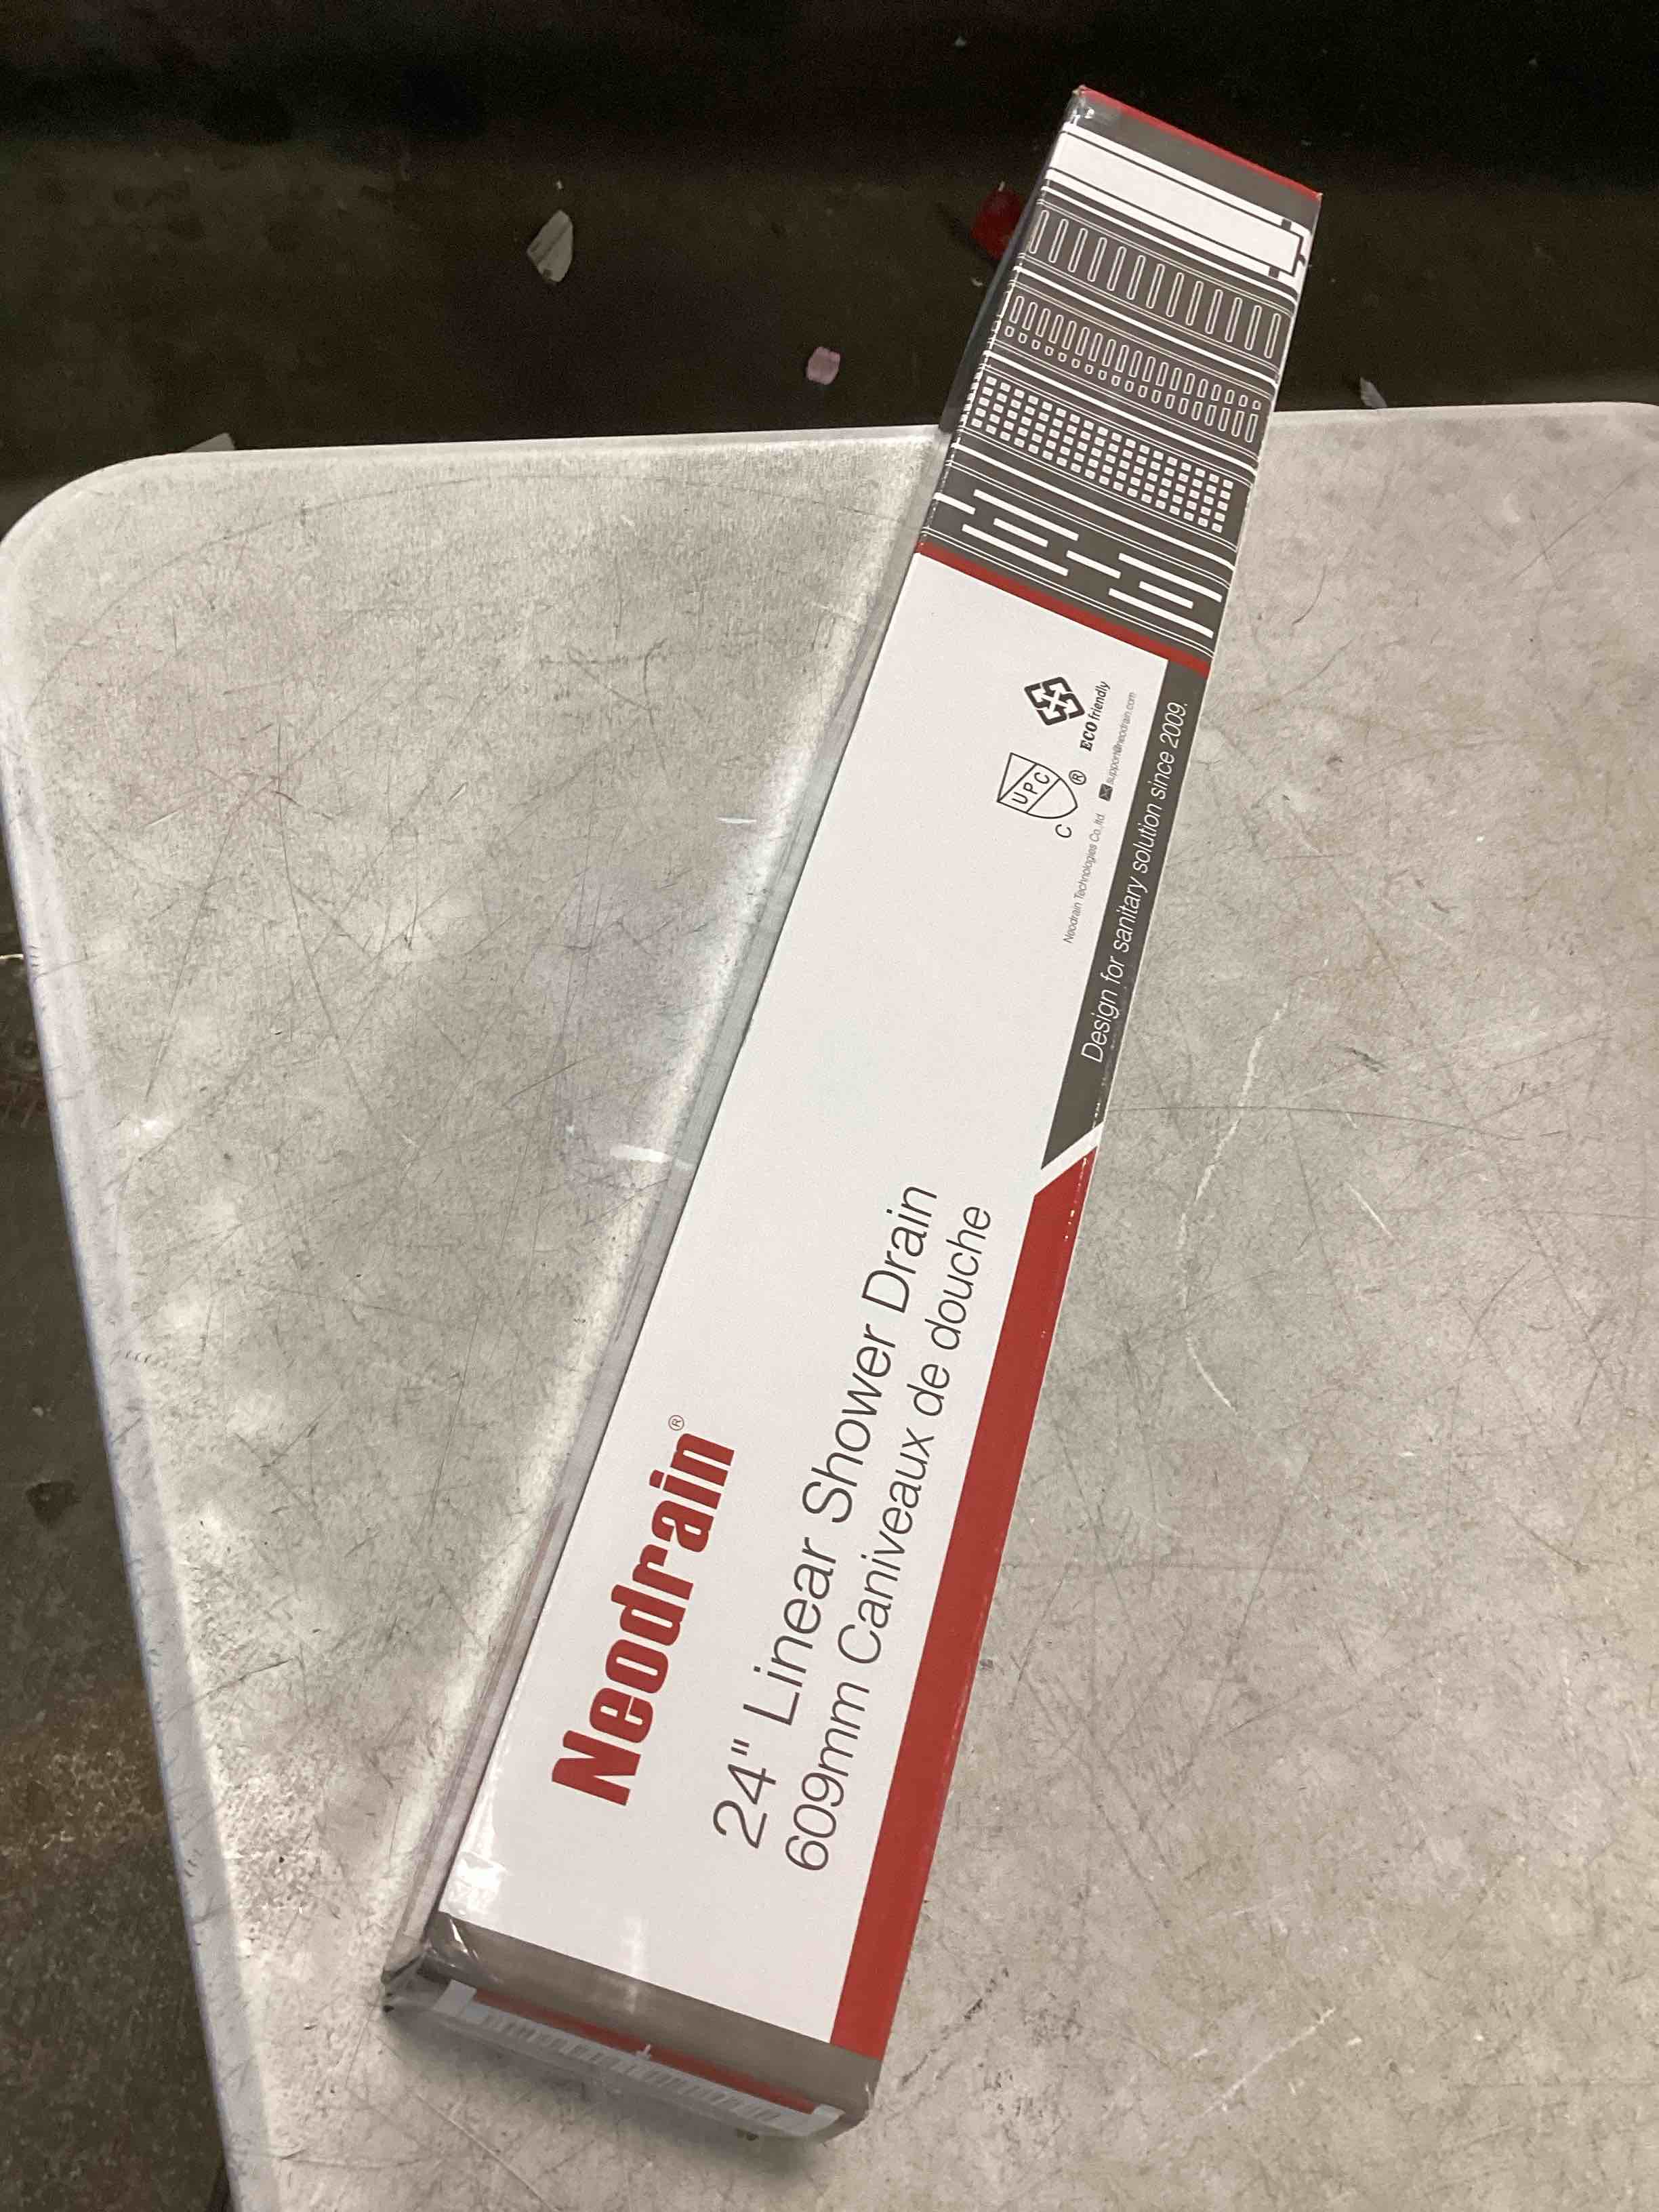 Neodrain®
24" Linear Shower Drain
609mm Caniveaux de douche
UPC
C ®
ECO friendly
Neodrain Technologies Co.,ltd support@neodrain.com
Design for sanitary solution since 2009.